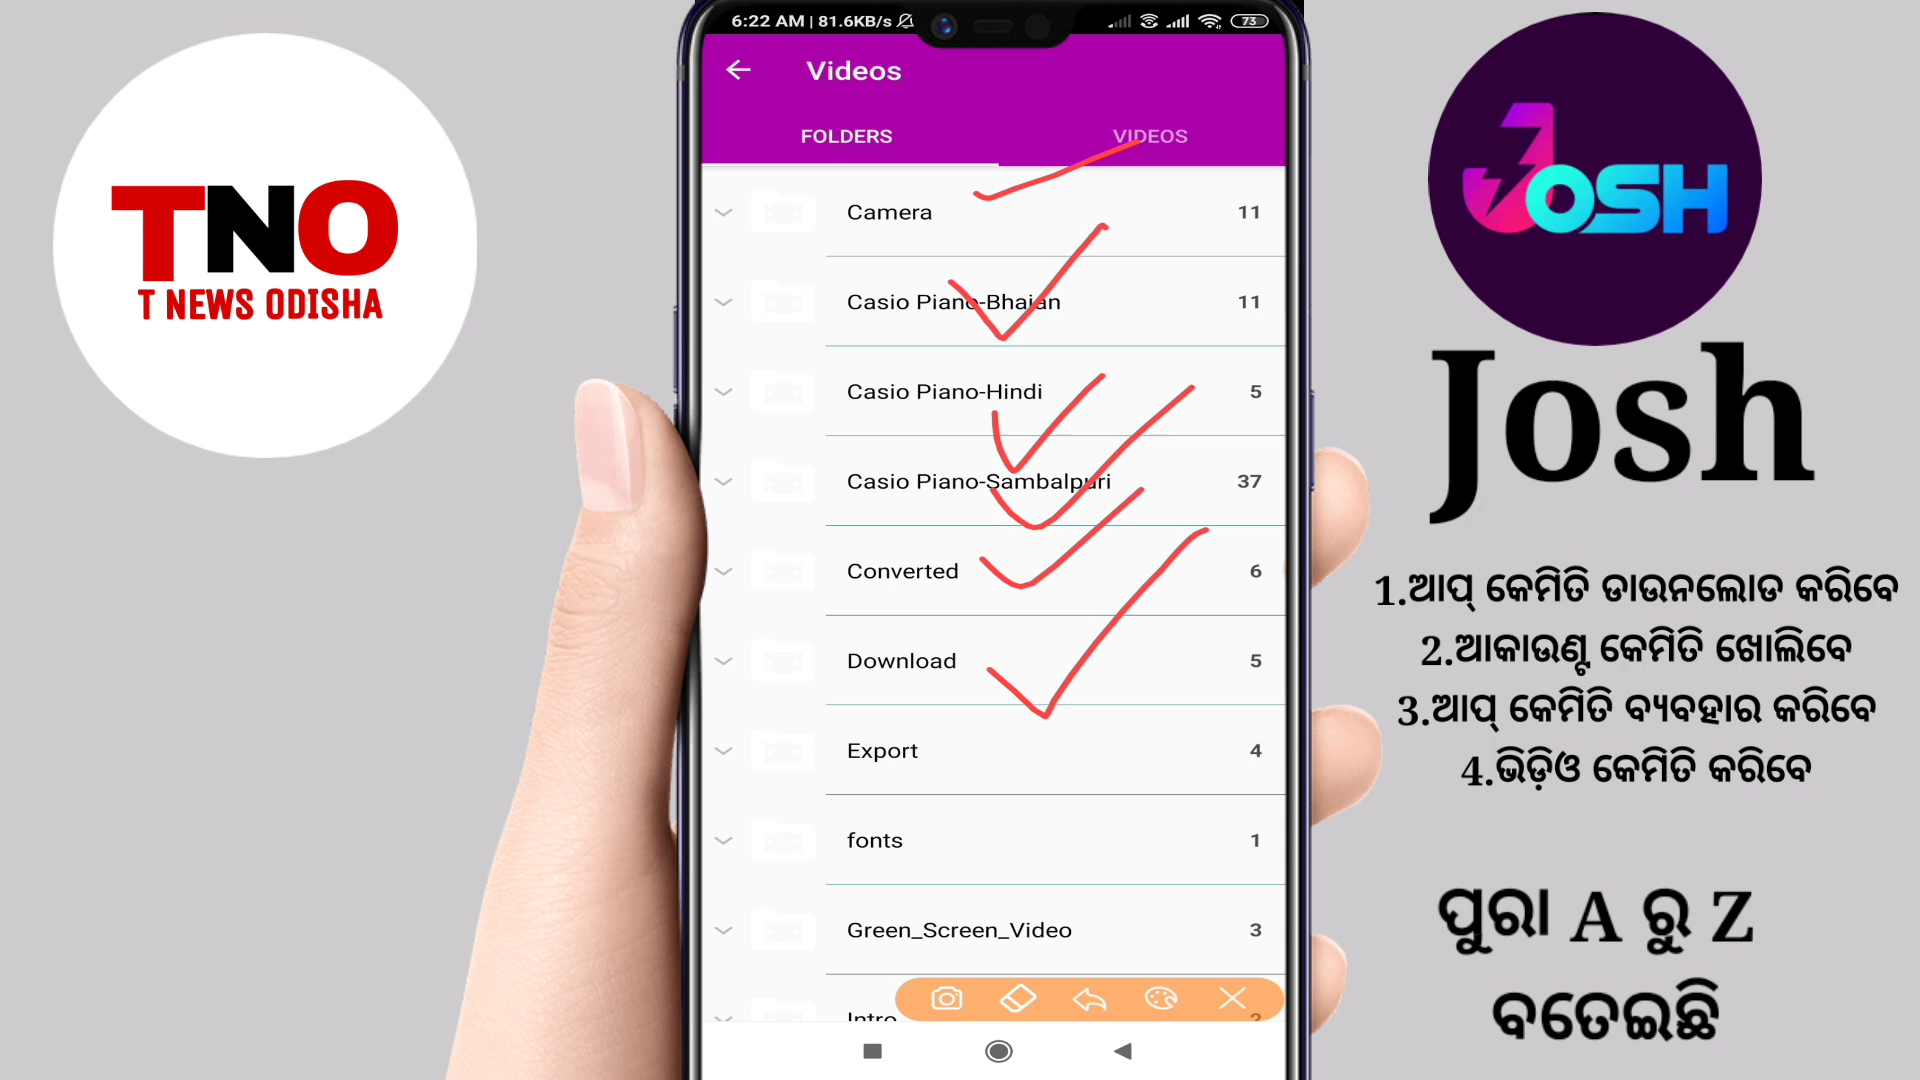 TNO
T NEWS ODISHA
6:22 AM | 81.6KB/s
73
Videos
FOLDERS
VIDEOS
Camera
11
Casio Piano-Bhajan
11
Casio Piano-Hindi
5
Casio Piano-Sambalpuri
37
Converted
6
Download
5
Export
4
fonts
1
Green_Screen_Video
3
Intro
2
JOSH
Josh
1.ଆପ୍ କେମିତି ଡାଉନଲୋଡ କରିବେ
2.ଆକାଉଣ୍ଟ କେମିତି ଖୋଲିବେ
3.ଆପ୍ କେମିତି ବ୍ୟବହାର କରିବେ
4.ଭିଡ଼ିଓ କେମିତି କରିବେ
ପୁରା A ରୁ Z
ବତେଇଛି